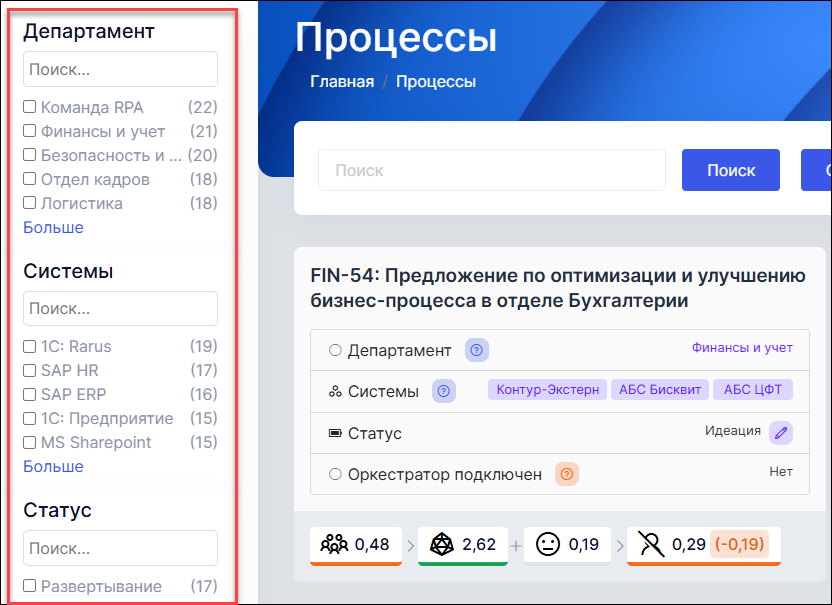 Департамент
Поиск...
Команда RPA (22)
Финансы и учет (21)
Безопасность и ... (20)
Отдел кадров (18)
Логистика (18)
Больше
Системы
Поиск...
1C: Rarus (19)
SAP HR (17)
SAP ERP (16)
1C: Предприятие (15)
MS Sharepoint (15)
Больше
Статус
Поиск...
Развертывание (17)
Процессы
Главная / Процессы
Поиск Поиск
FIN-54: Предложение по оптимизации и улучшению
бизнес-процесса в отделе Бухгалтерии
Департамент ? Финансы и учет
Системы ? Контур-Экстерн АБС Бисквит АБС ЦФТ
Статус Идеация
Оркестратор подключен ? Нет
0,48 > 2,62 + 0,19 > 0,29 (-0,19)